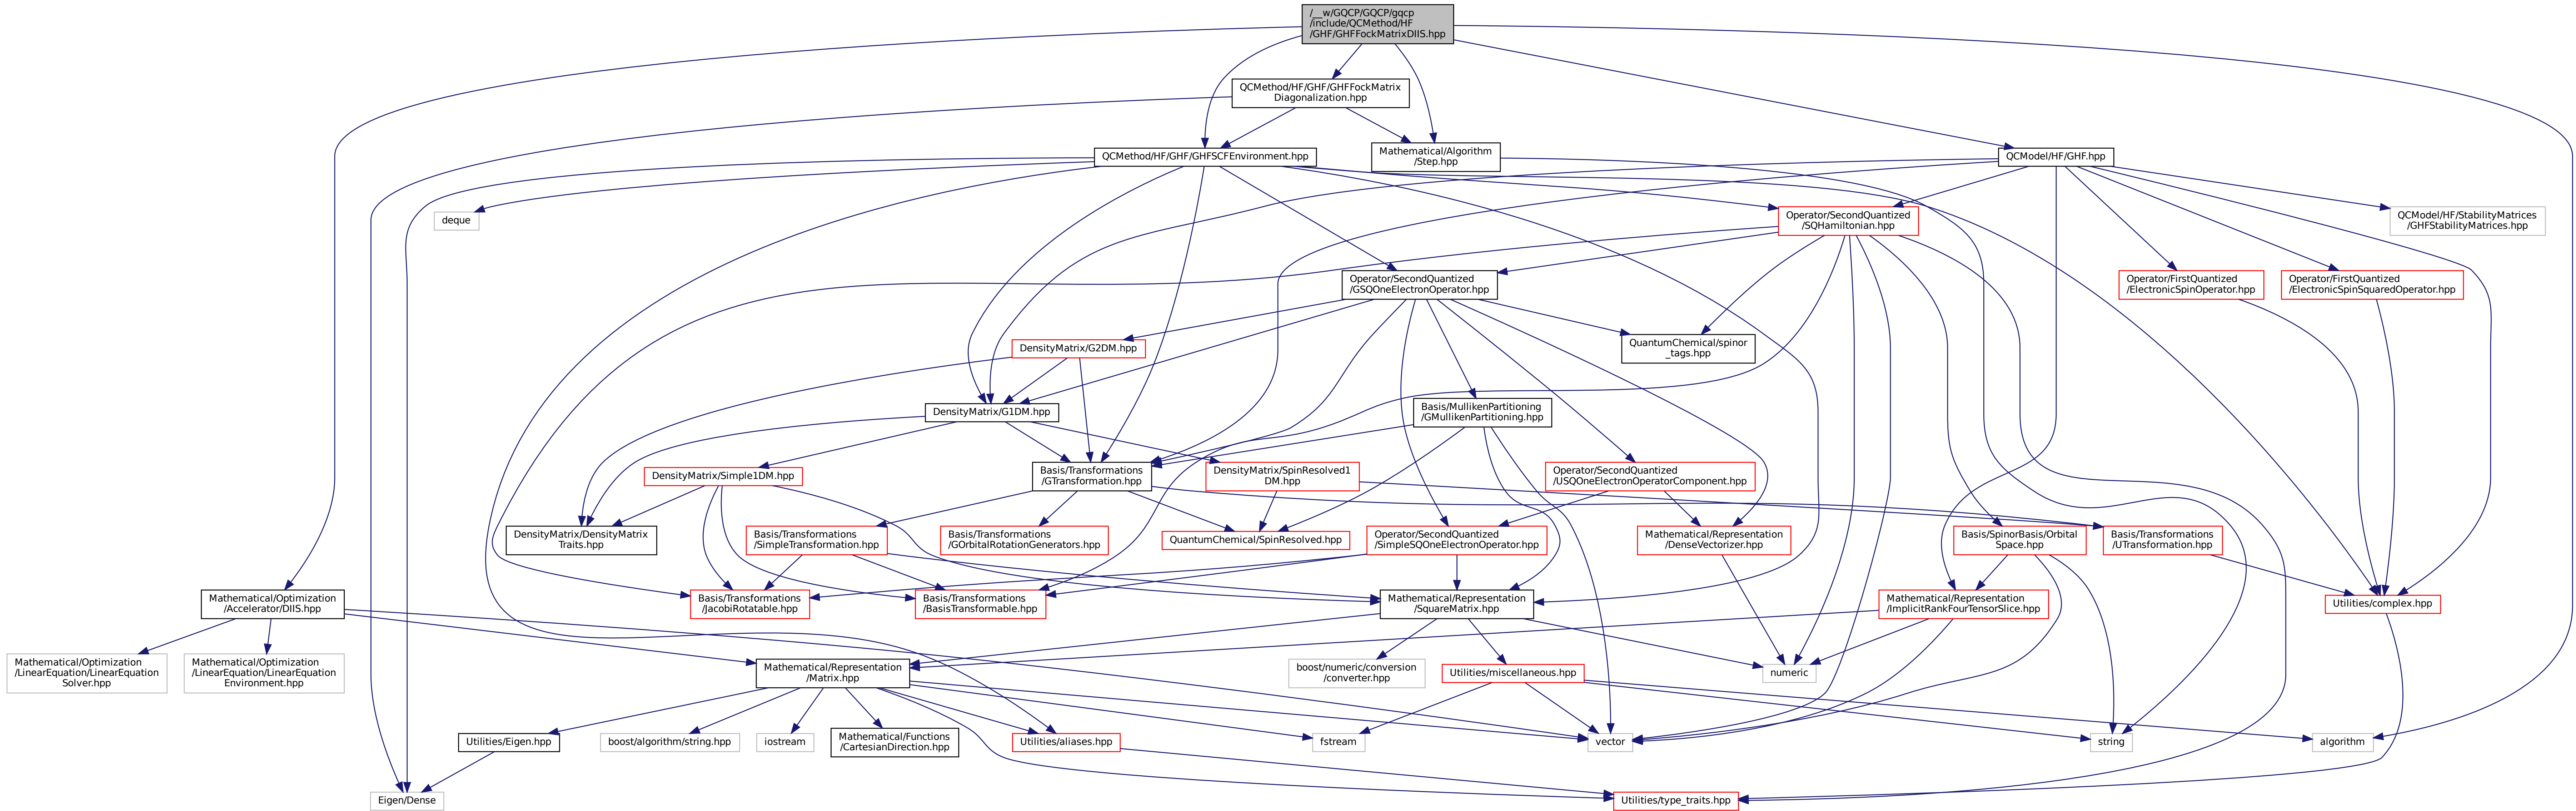 /__w/GQCP/GQCP/gqcp
/include/QCMethod/HF
/GHF/GHFFockMatrixDIIS.hpp
QCMethod/HF/GHF/GHFFockMatrix
Diagonalization.hpp
QCMethod/HF/GHF/GHFSCFEnvironment.hpp
Mathematical/Algorithm
/Step.hpp
QCModel/HF/GHF.hpp
deque
Operator/SecondQuantized
/SQHamiltonian.hpp
QCModel/HF/StabilityMatrices
/GHFStabilityMatrices.hpp
Operator/SecondQuantized
/GSQOneElectronOperator.hpp
Operator/FirstQuantized
/ElectronicSpinOperator.hpp
Operator/FirstQuantized
/ElectronicSpinSquaredOperator.hpp
DensityMatrix/G2DM.hpp
QuantumChemical/spinor
_tags.hpp
DensityMatrix/G1DM.hpp
Basis/MullikenPartitioning
/GMullikenPartitioning.hpp
DensityMatrix/Simple1DM.hpp
Basis/Transformations
/GTransformation.hpp
DensityMatrix/SpinResolved1
DM.hpp
Operator/SecondQuantized
/USQOneElectronOperatorComponent.hpp
DensityMatrix/DensityMatrix
Traits.hpp
Basis/Transformations
/SimpleTransformation.hpp
Basis/Transformations
/GOrbitalRotationGenerators.hpp
QuantumChemical/SpinResolved.hpp
Operator/SecondQuantized
/SimpleSQOneElectronOperator.hpp
Mathematical/Representation
/DenseVectorizer.hpp
Basis/SpinorBasis/Orbital
Space.hpp
Basis/Transformations
/UTransformation.hpp
Mathematical/Optimization
/Accelerator/DIIS.hpp
Basis/Transformations
/JacobiRotatable.hpp
Basis/Transformations
/BasisTransformable.hpp
Mathematical/Representation
/SquareMatrix.hpp
Mathematical/Representation
/ImplicitRankFourTensorSlice.hpp
Utilities/complex.hpp
Mathematical/Optimization
/LinearEquation/LinearEquation
Solver.hpp
Mathematical/Optimization
/LinearEquation/LinearEquation
Environment.hpp
Mathematical/Representation
/Matrix.hpp
boost/numeric/conversion
/converter.hpp
Utilities/miscellaneous.hpp
numeric
Utilities/Eigen.hpp
boost/algorithm/string.hpp
iostream
Mathematical/Functions
/CartesianDirection.hpp
Utilities/aliases.hpp
fstream
vector
string
algorithm
Eigen/Dense
Utilities/type_traits.hpp